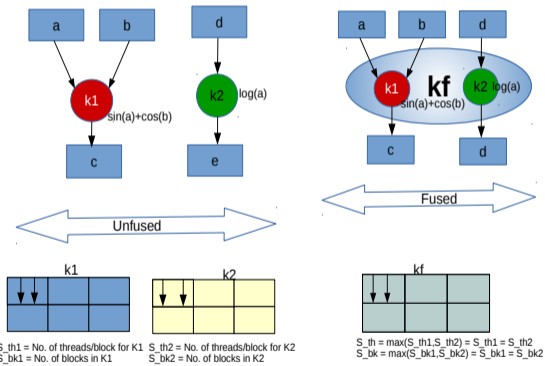 a b d
k1 k2 log(a)
sin(a)+cos(b)
c e
Unfused
a b d
k1 kf k2 log(a)
sin(a)+cos(b)
c d
Fused
k1
k2
kf
S_th1 = No. of threads/block for K1
S_bk1 = No. of blocks in K1
S_th2 = No. of threads/block for K2
S_bk2 = No. of blocks in K2
S_th = max(S_th1,S_th2) = S_th1 = S_th2
S_bk = max(S_bk1,S_bk2) = S_bk1 = S_bk2